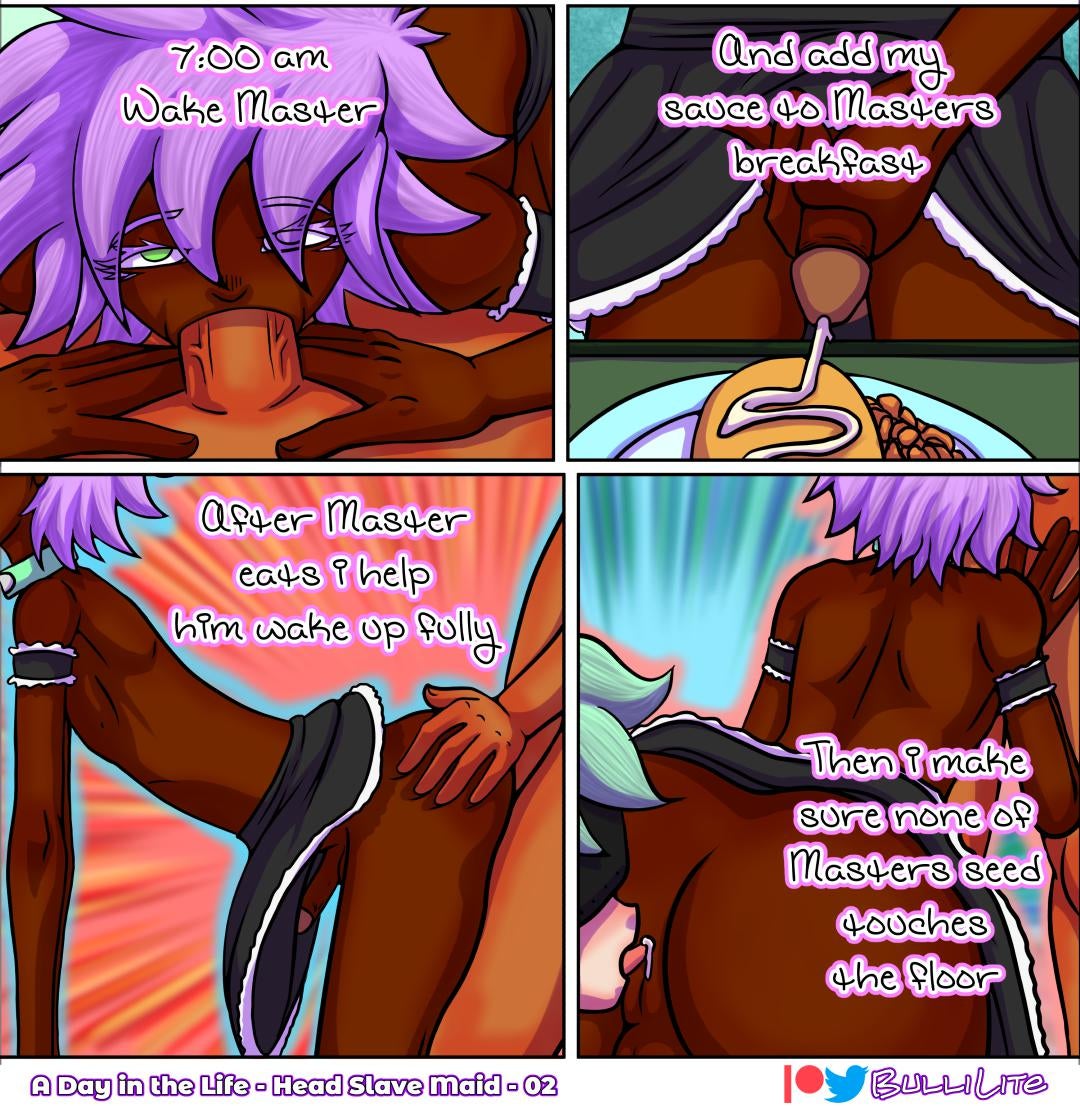 7:00 am
Wake Master
And add my
sauce to Masters
breakfast
After Master
eats i help
him wake up fully
Then i make
sure none of
Masters seed
touches
the floor
A Day in the Life - Head Slave Maid - 02
BulliLite